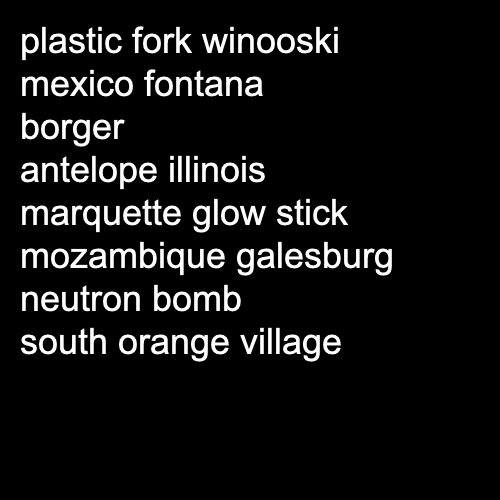 plastic fork winooski
mexico fontana
borger
antelope illinois
marquette glow stick
mozambique galesburg
neutron bomb
south orange village